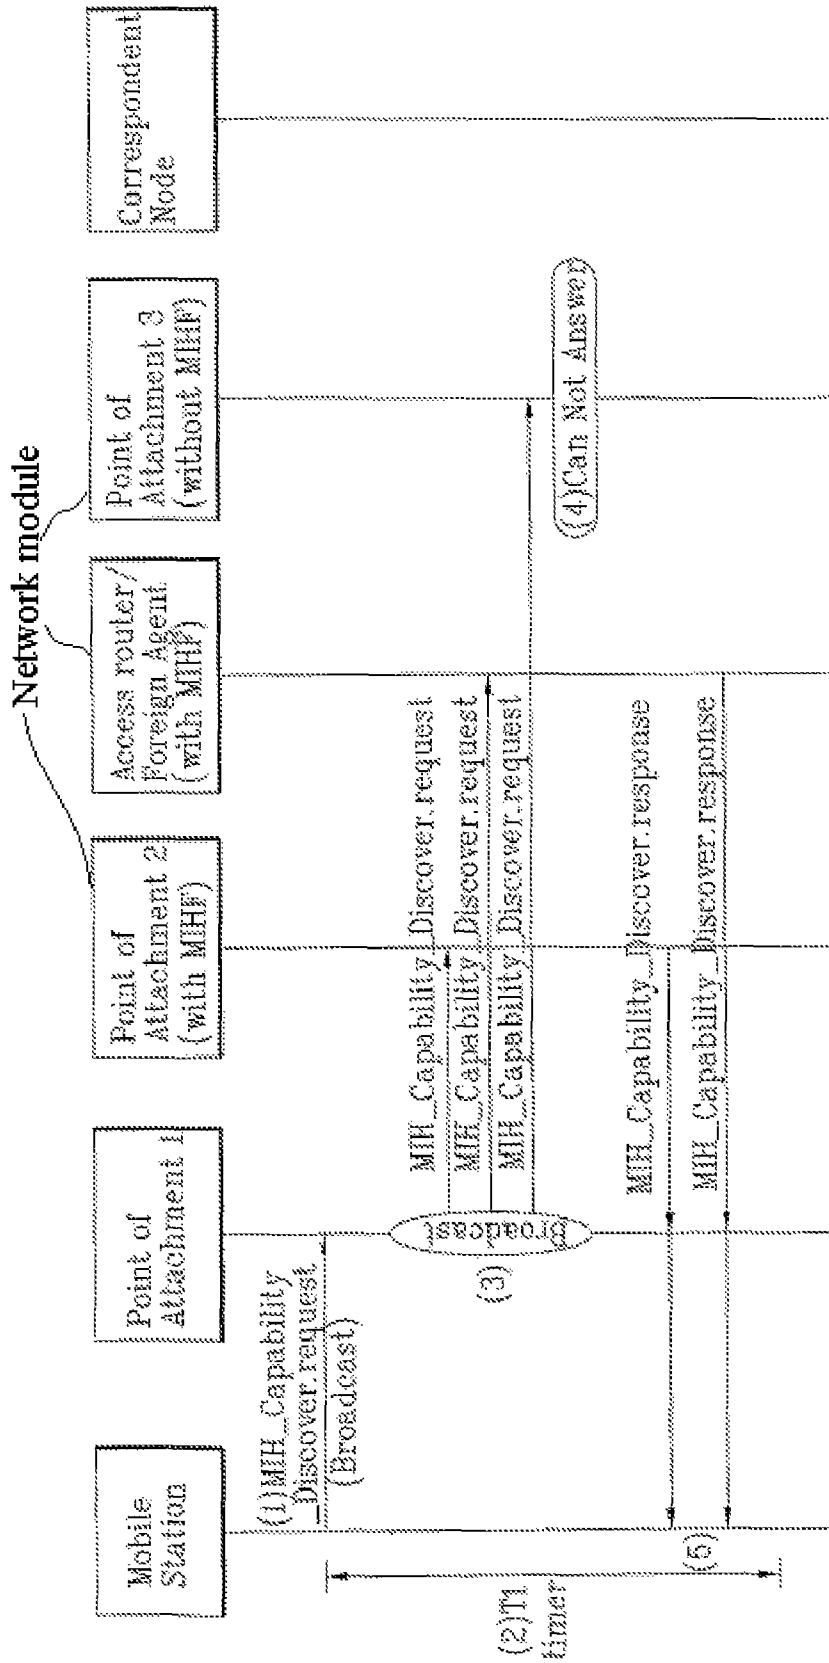 Network module
Mobile
Station
Point of
Attachment 1
Point of
Attachment 2
(with MIHF)
Access router/
Foreign Agent
(with MIHF)
Point of
Attachment 3
(without MIHF)
Correspondent
Node
(1)MIH_Capability
_Discover.request
(Broadcast)
(2)T1
timer
(3)
Broadcast
MIH_Capability_Discover.request
MIH_Capability_Discover.request
MIH_Capability_Discover.request
(4)Can Not Answer
MIH_Capability_Discover.response
MIH_Capability_Discover.response
(5)